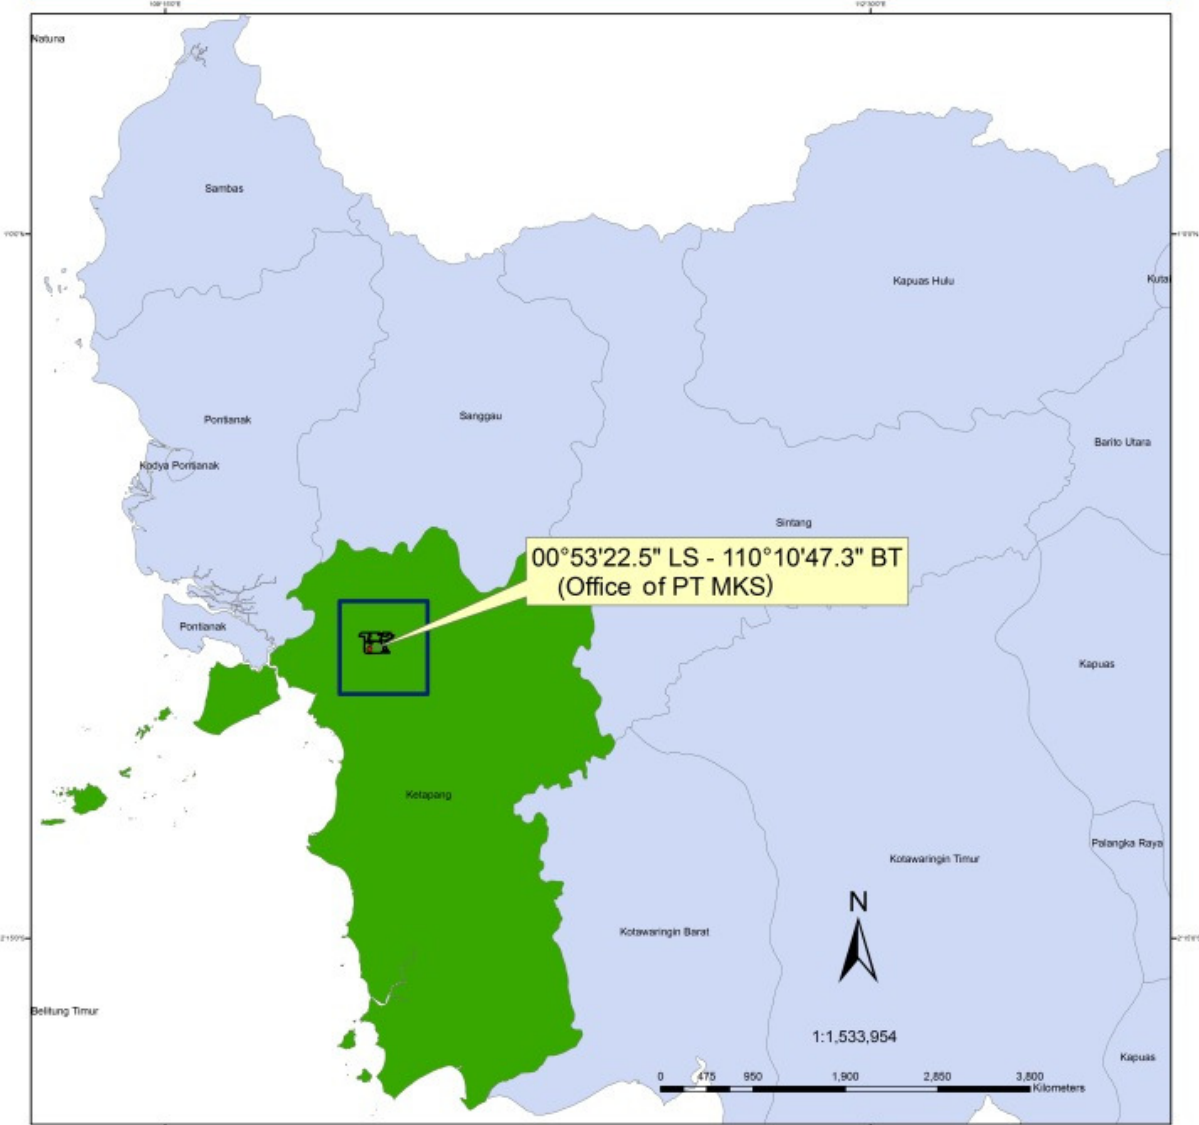 Natuna
Sambas
Kapuas Hulu
Kutai
Pontianak
Sanggau
Barito Utara
Kodya Pontianak
Sintang
00°53'22.5" LS - 110°10'47.3" BT
(Office of PT MKS)
Pontianak
Kapuas
Ketapang
Palangka Raya
Kotawaringin Timur
N
Kotawaringin Barat
Belitung Timur
1:1,533,954
Kapuas
0 475 950 1,900 2,850 3,800
Kilometers